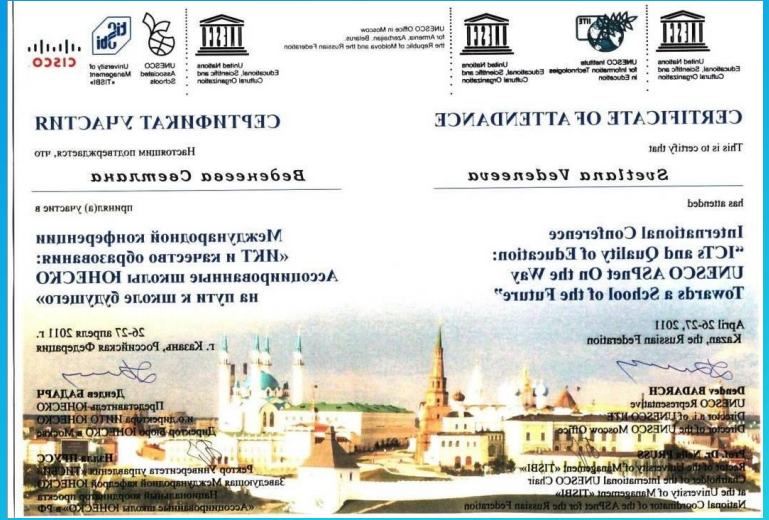 United Nations
Educational, Scientific and
Cultural Organization
IITE
UNESCO Institute
for Information Technologies
in Education
United Nations
Educational, Scientific and
Cultural Organization
UNESCO Office in Moscow
for Armenia, Azerbaijan, Belarus,
the Republic of Moldova and the Russian Federation
United Nations
Educational, Scientific and
Cultural Organization
UNESCO
Associated
Schools
University of
Management
«TISBI»
CISCO
CERTIFICATE OF ATTENDANCE
This is to certify that
Svetlana Vedeneeva
has attended
International Conference
“ICTs and Quality of Education:
UNESCO ASPnet On the Way
Towards a School of the Future”
April 26-27, 2011
Kazan, the Russian Federation
Dendev BADARCH
UNESCO Representative
Director a.i. of UNESCO IITE
Director of the UNESCO Moscow Office
Prof. Dr. Nella PRUSS
Rector of the University of Management «TISBI»
Chairholder of the International UNESCO Chair
at the University of Management «TISBI»
National Coordinator of the ASPnet for the Russian Federation
СЕРТИФИКАТ УЧАСТИЯ
Настоящим подтверждается, что
Веденеева Светлана
принял(а) участие в
Международной конференции
«ИКТ и качество образования:
Ассоциированные школы ЮНЕСКО
на пути к школе будущего»
26-27 апреля 2011 г.
г. Казань, Российская Федерация
Дендев БАДАРЧ
Представитель ЮНЕСКО
и.о. директора ИИТО ЮНЕСКО
Директор Бюро ЮНЕСКО в Москве
Нэлла ПРУСС
Ректор Университета управления «ТИСБИ»
Заведующая Международной кафедрой ЮНЕСКО
Национальный координатор проекта
«Ассоциированные школы ЮНЕСКО» в РФ